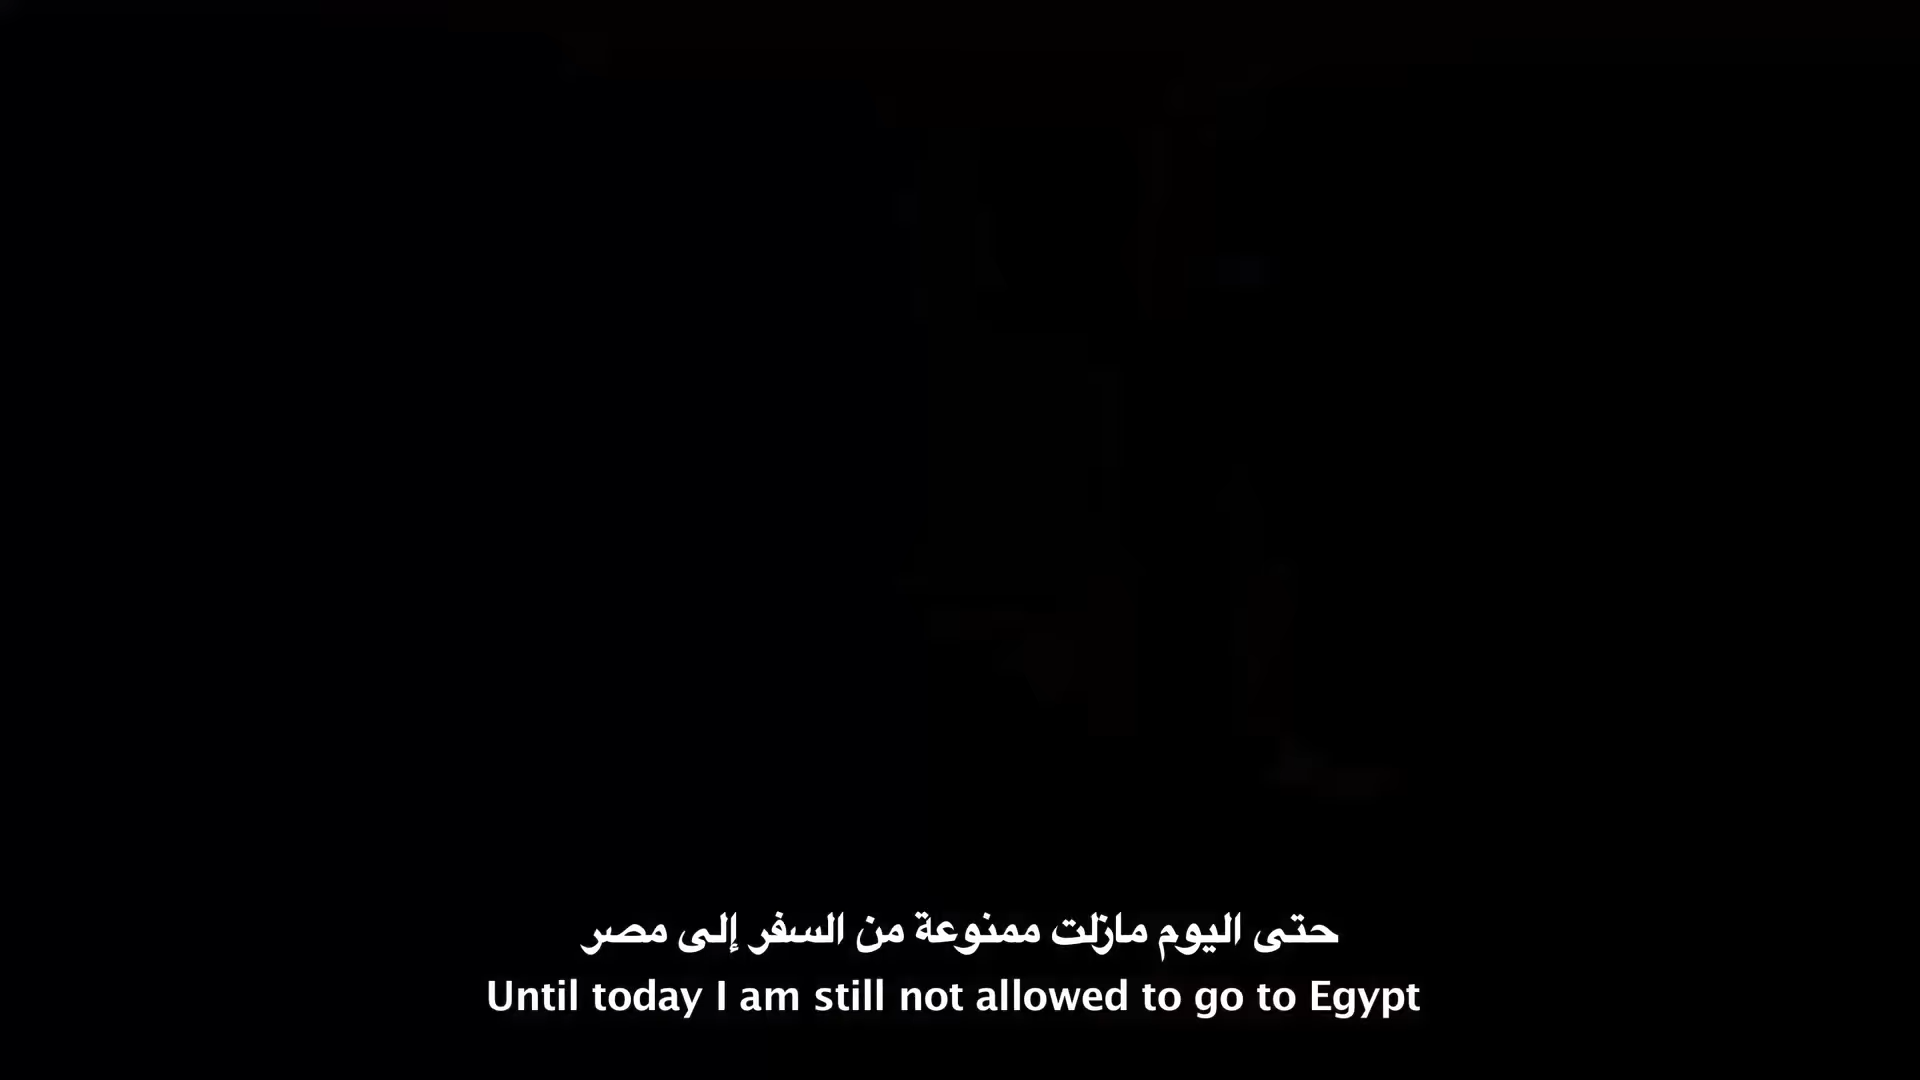 حتى اليوم مازلت ممنوعة من السفر إلى مصر
Until today I am still not allowed to go to Egypt